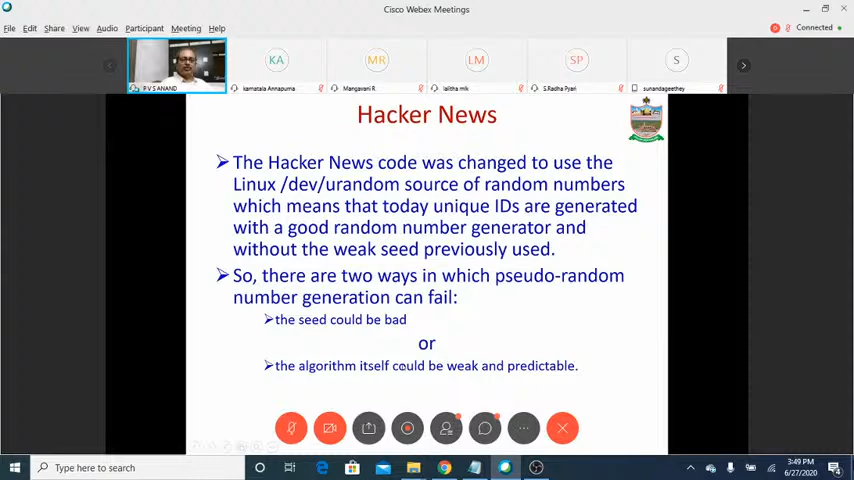 Cisco Webex Meetings
File Edit Share View Audio Participant Meeting Help
Connected
KA MR LM SP S
P V S ANAND kamatala Annapurna Mangavani R lalitha mlk S.Radha Pyari sunandageethey
Hacker News
The Hacker News code was changed to use the
Linux /dev/urandom source of random numbers
which means that today unique IDs are generated
with a good random number generator and
without the weak seed previously used.
So, there are two ways in which pseudo-random
number generation can fail:
the seed could be bad
or
the algorithm itself could be weak and predictable.
Type here to search
3:49 PM
6/27/2020
4